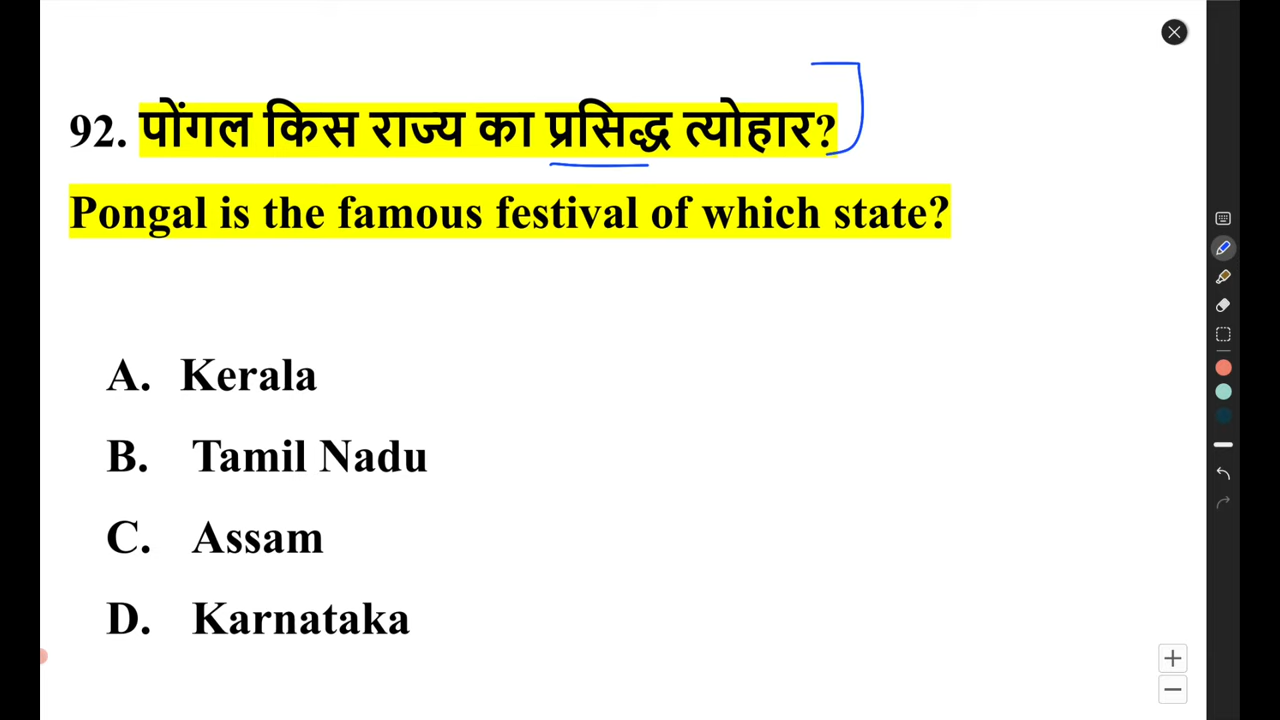 92. पोंगल किस राज्य का प्रसिद्ध त्योहार?
Pongal is the famous festival of which state?
A. Kerala
B. Tamil Nadu
C. Assam
D. Karnataka